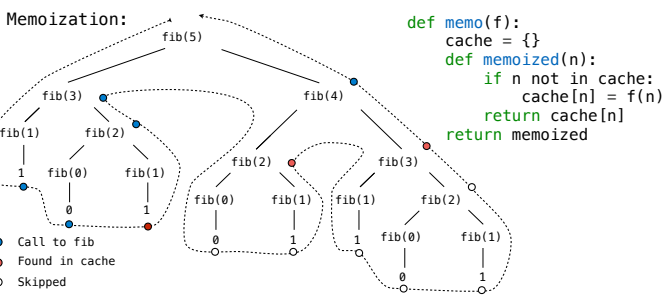 Memoization:
fib(5)
fib(3)
fib(4)
fib(1)
fib(2)
fib(2)
fib(3)
1
fib(0)
fib(1)
fib(0)
fib(1)
fib(1)
fib(2)
0
1
0
1
1
fib(0)
fib(1)
0
1
Call to fib
Found in cache
Skipped
def memo(f):
cache = {}
def memoized(n):
if n not in cache:
cache[n] = f(n)
return cache[n]
return memoized